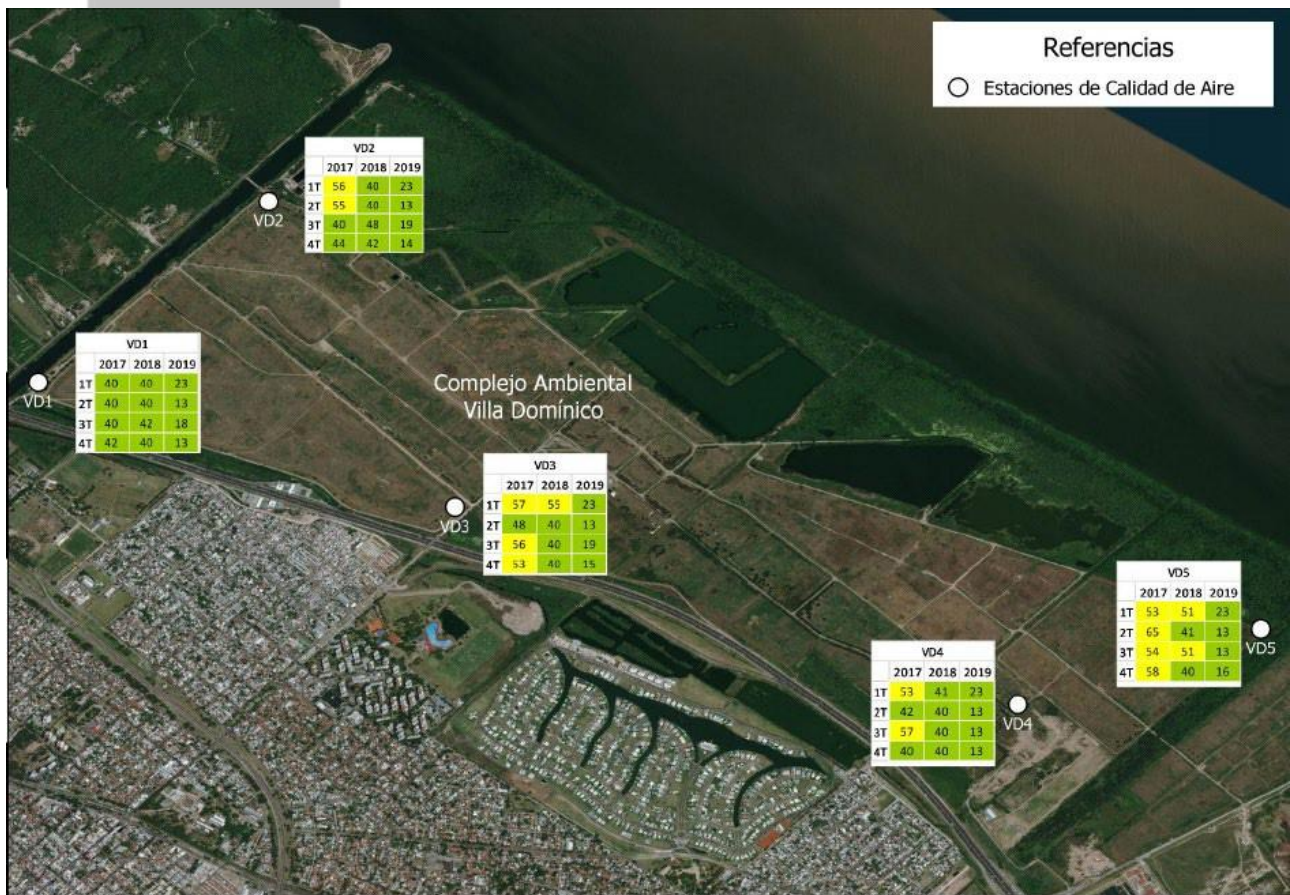 Referencias
Estaciones de Calidad de Aire
VD2
2017 2018 2019
1T 56 40 23
2T 55 40 13
3T 40 48 19
4T 44 42 14
VD2
VD1
2017 2018 2019
1T 40 40 23
2T 40 40 13
3T 40 42 18
4T 42 40 13
VD1
Complejo Ambiental
Villa Domínico
VD3
2017 2018 2019
1T 57 55 23
2T 48 40 13
3T 56 40 19
4T 53 40 15
VD3
VD5
2017 2018 2019
1T 53 51 23
2T 65 41 13
3T 54 51 13
4T 58 40 16
VD5
VD4
2017 2018 2019
1T 53 41 23
2T 42 40 13
3T 57 40 13
4T 40 40 13
VD4